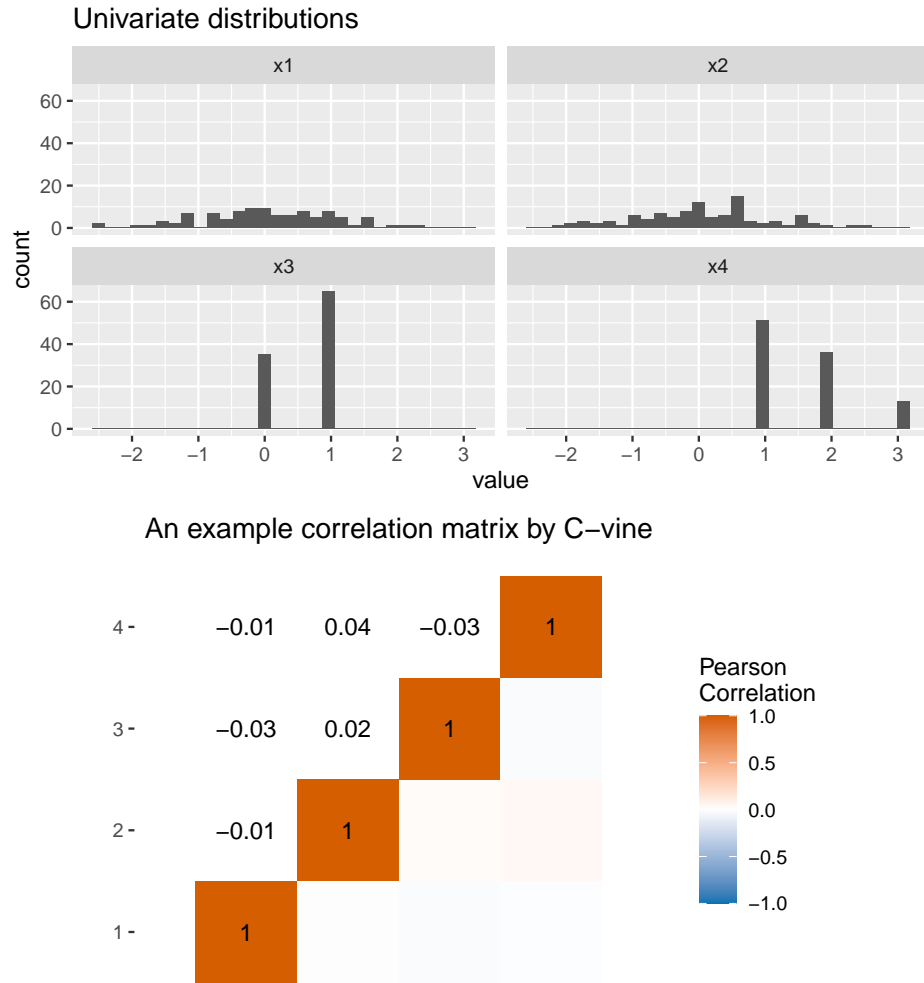 Univariate distributions
x1 x2
60
40
20
0
count
x3 x4
60
40
20
0
−2 −1 0 1 2 3 −2 −1 0 1 2 3
value
An example correlation matrix by C−vine
4 −0.01 0.04 −0.03 1
3 −0.03 0.02 1
2 −0.01 1
1 1
Pearson
Correlation
1.0
0.5
0.0
−0.5
−1.0